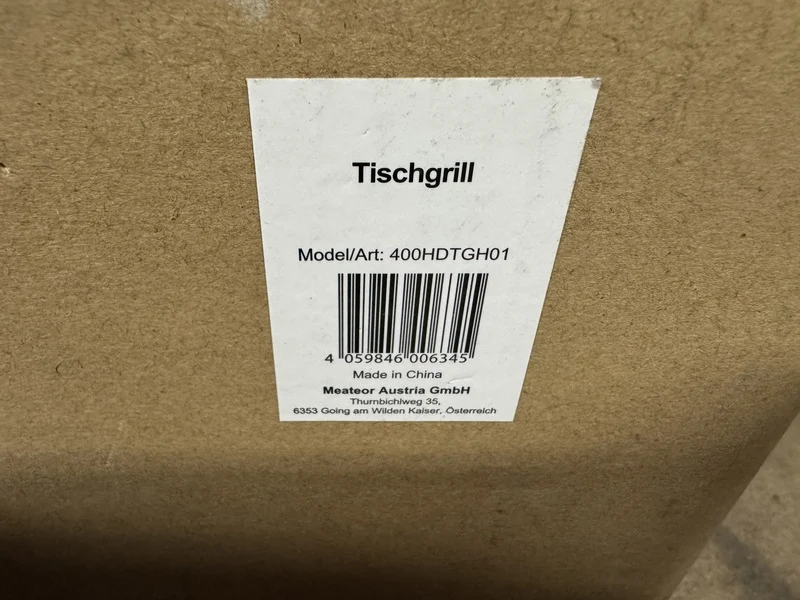 Tischgrill
Model/Art: 400HDTGH01
4 059846 006345
Made in China
Meateor Austria GmbH
Thurnbichlweg 35,
6353 Going am Wilden Kaiser, Österreich